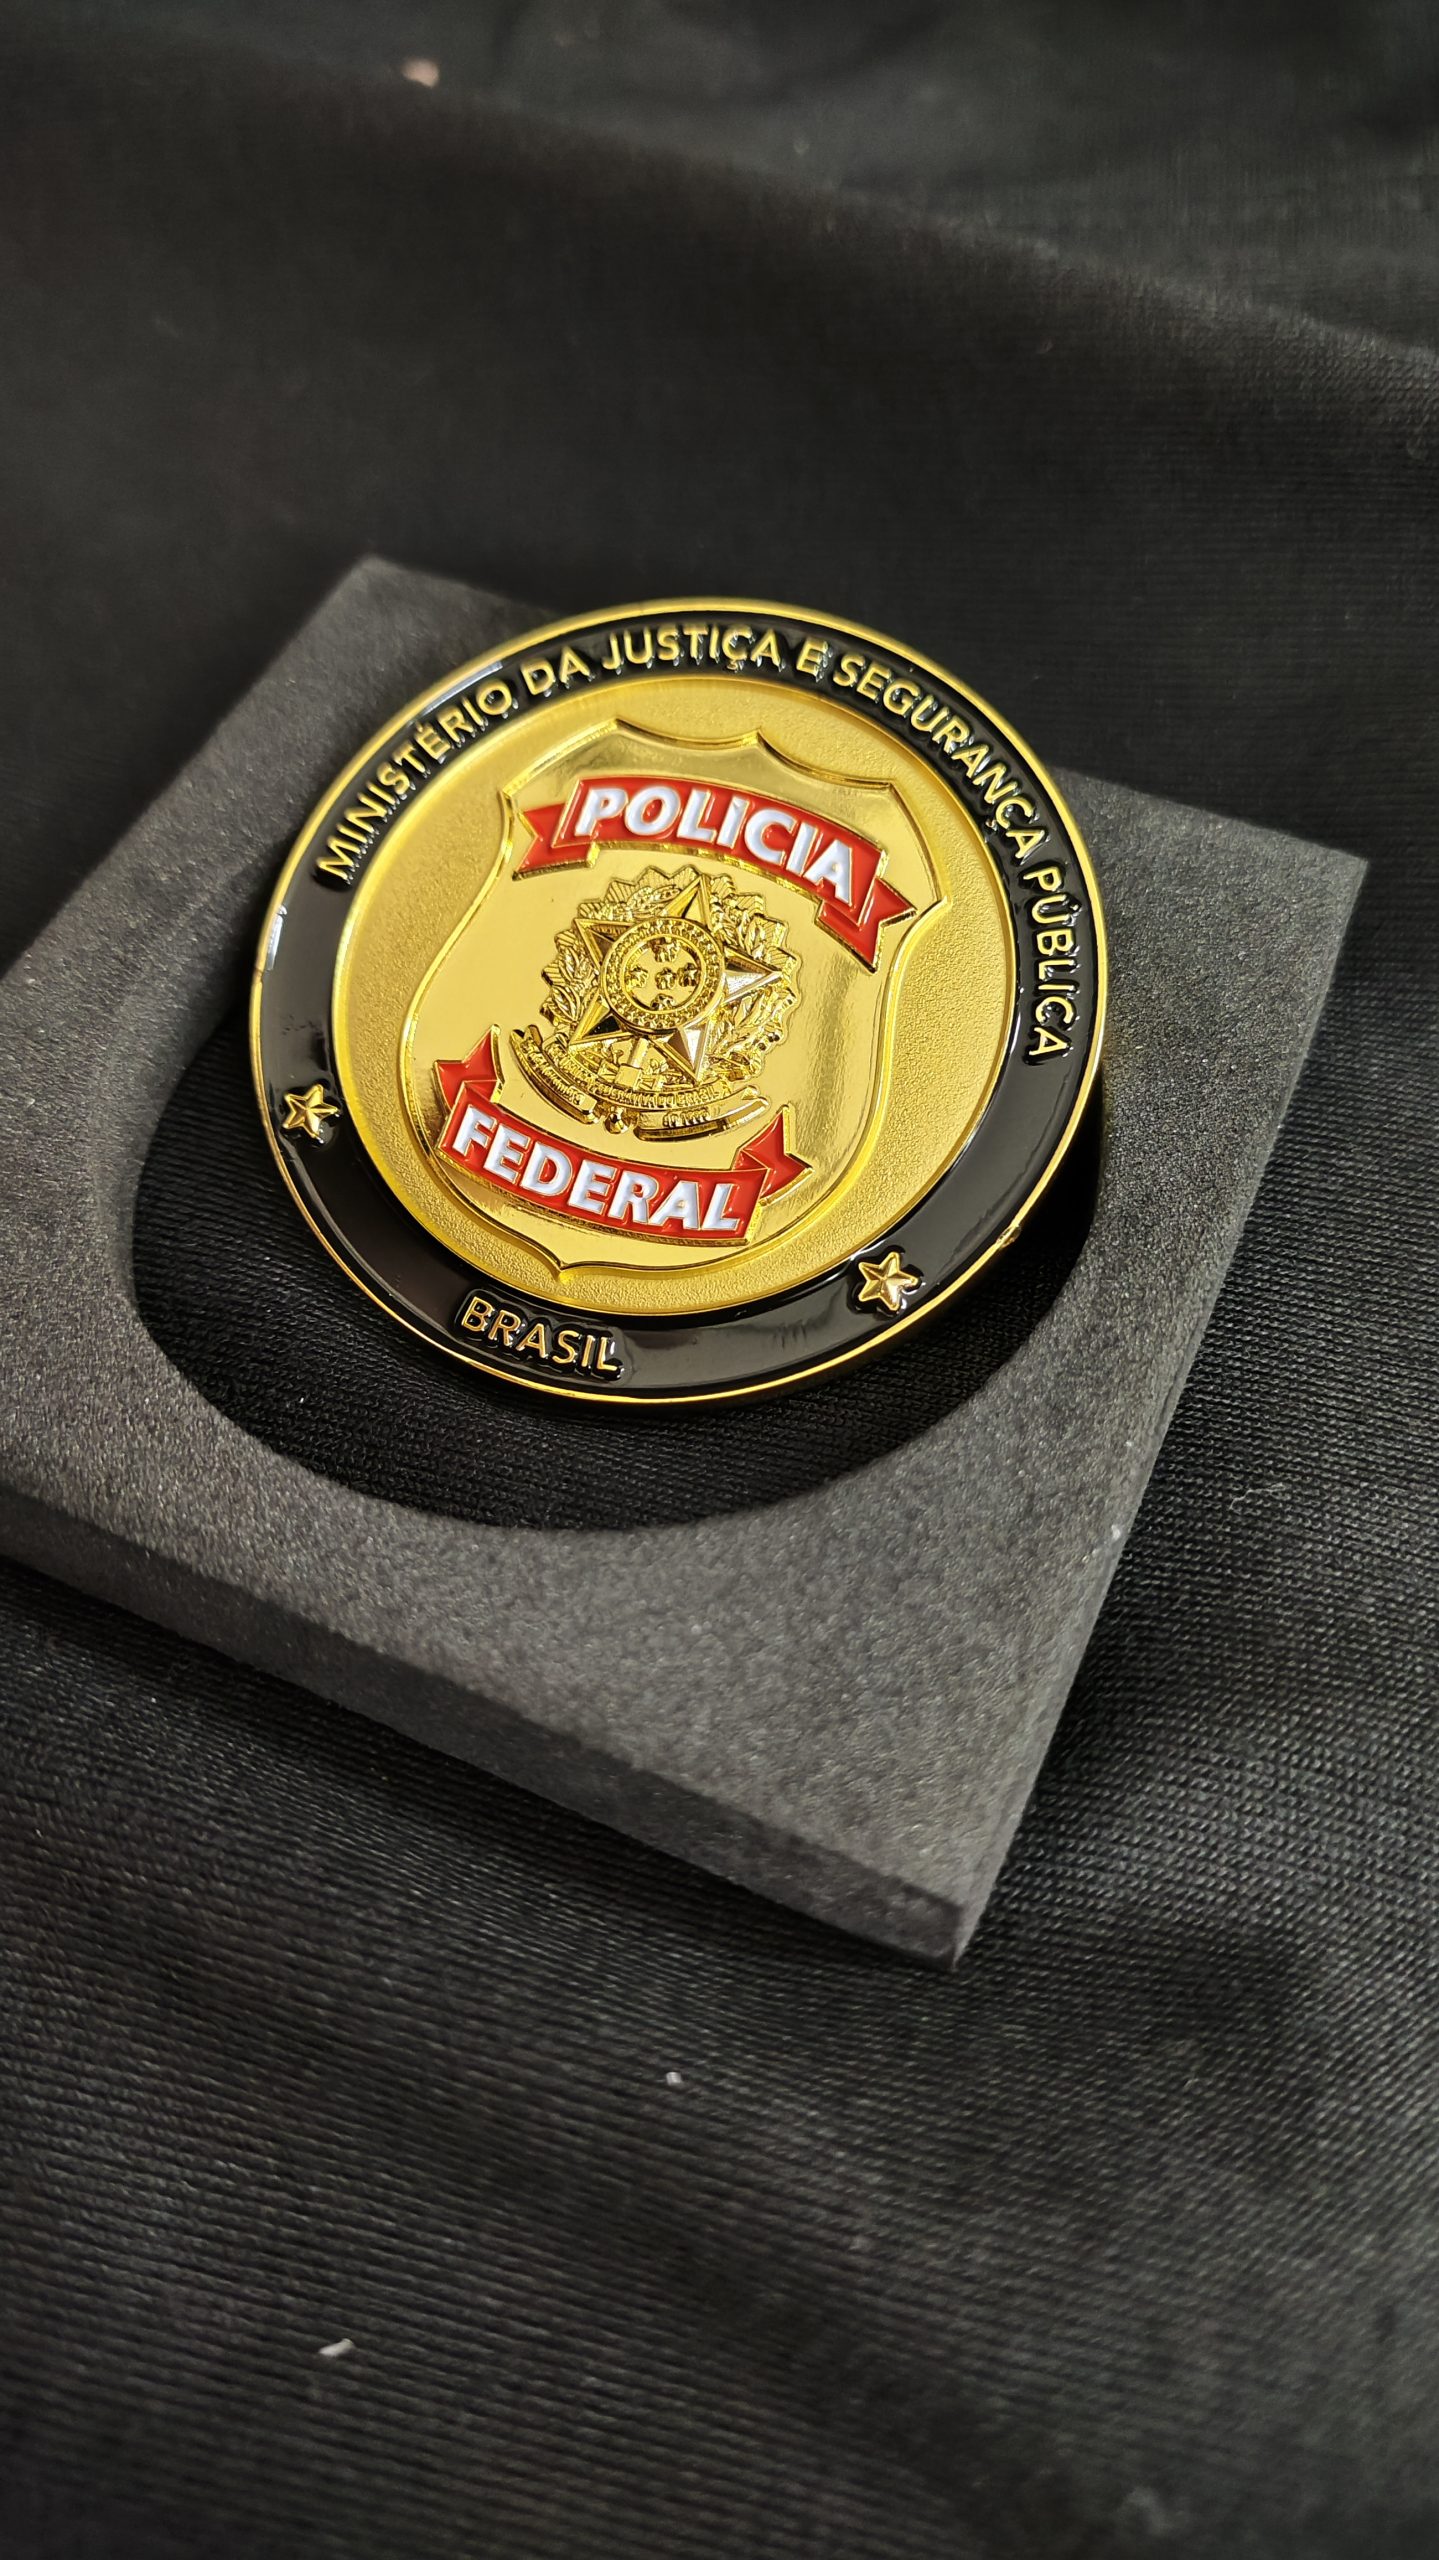 MINISTÉRIO DA JUSTIÇA E SEGURANÇA PÚBLICA
POLICIA
FEDERAL
BRASIL